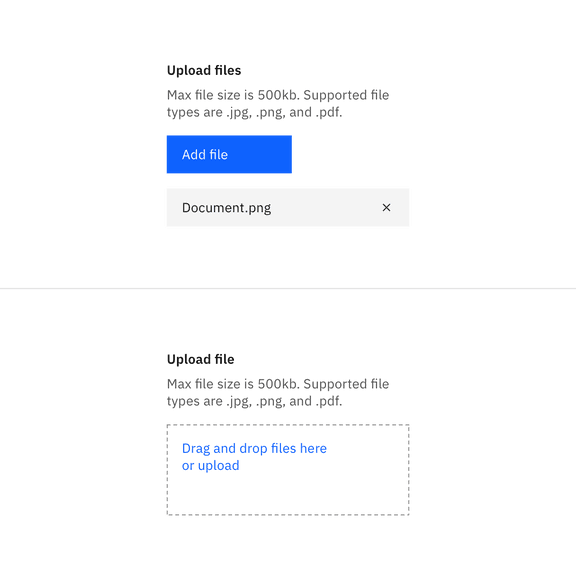 Upload files
Max file size is 500kb. Supported file
types are .jpg, .png, and .pdf.
Add file
Document.png
Upload file
Max file size is 500kb. Supported file
types are .jpg, .png, and .pdf.
Drag and drop files here
or upload